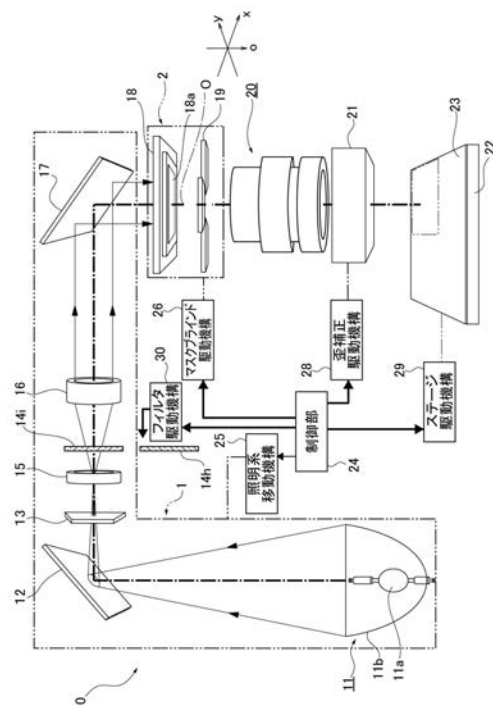 17
18
2
18a
O
19
y
x
o
20
21
23
22
16
14i
15
13
12
26
マスクブラインド
駆動機構
30
フィルタ
駆動機構
14h
25
照明系
移動機構
制御部
24
28
歪補正
駆動機構
29
ステージ
駆動機構
1
0
11
11b
11a